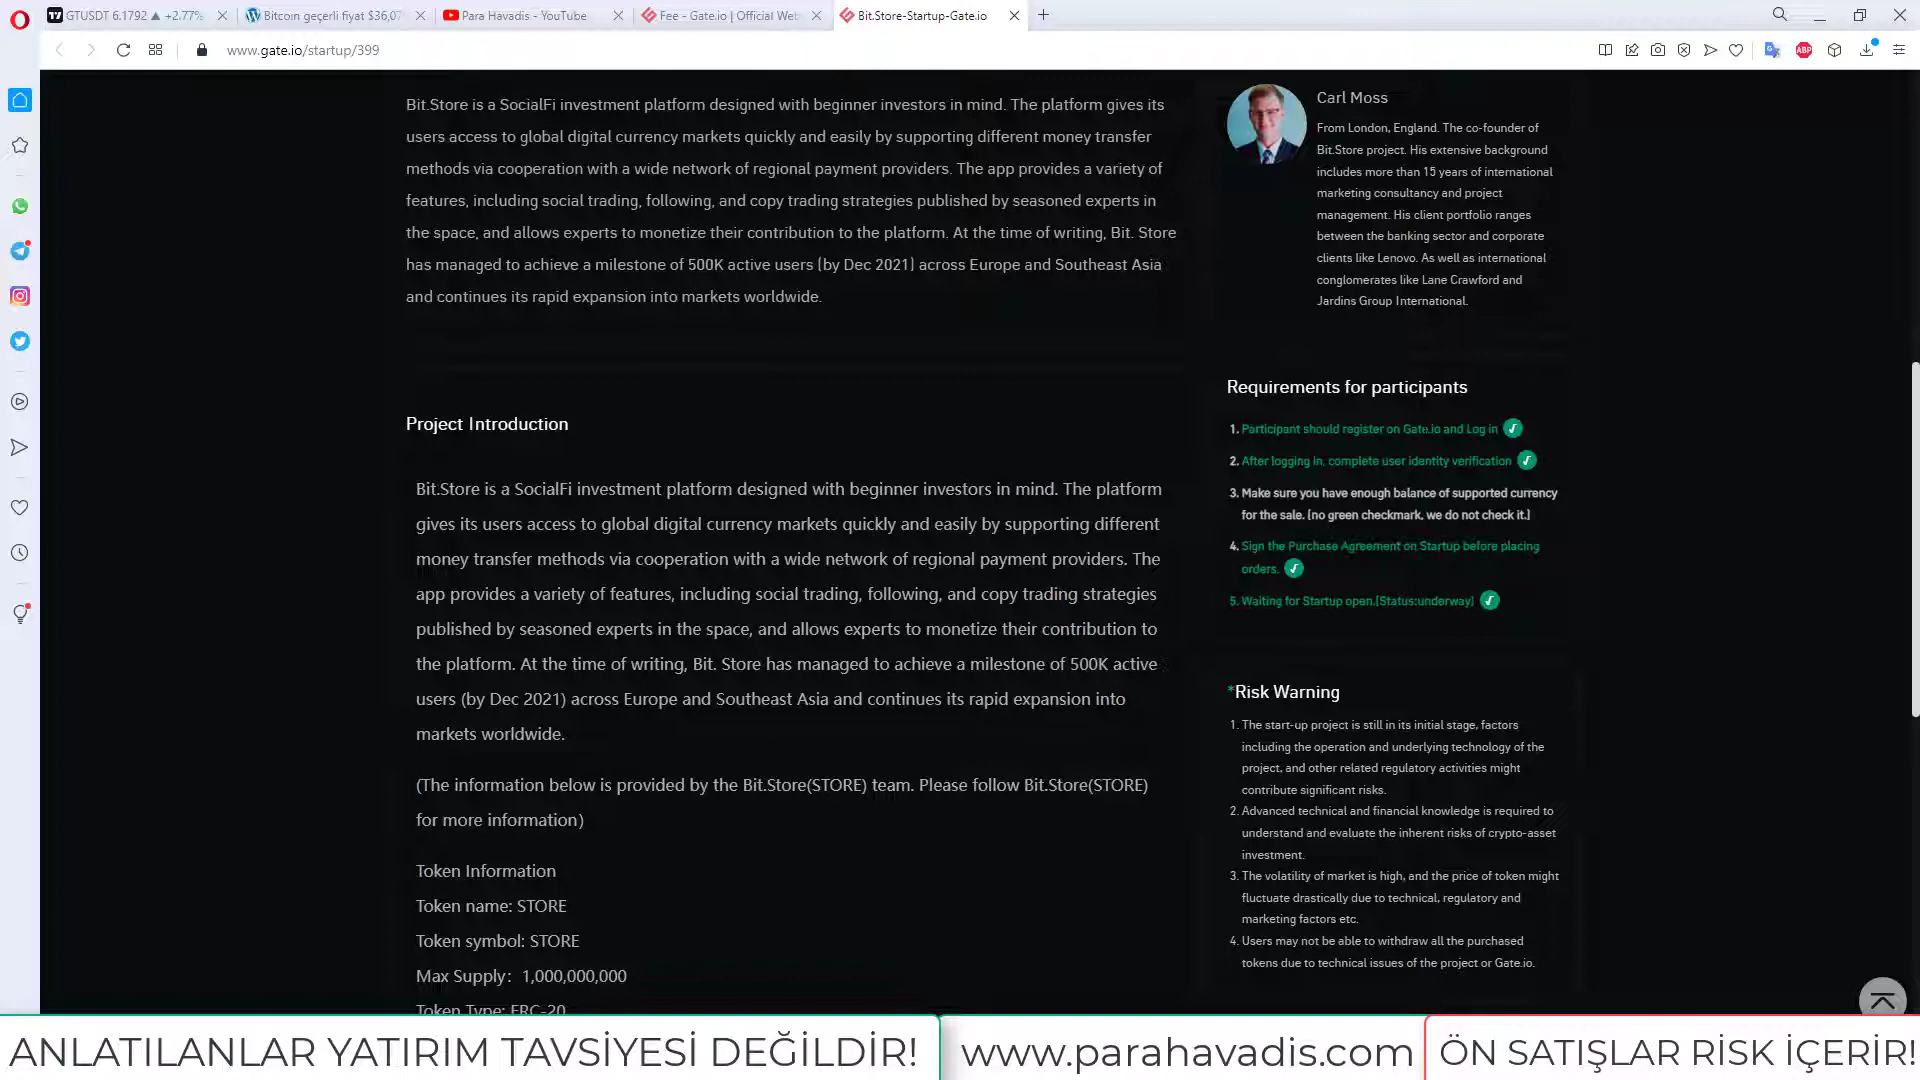 GTUSDT 6.1792 ▲ +2.77%
Bitcoin geçerli fiyat $36,07
Para Havadis - YouTube
Fee - Gate.io | Official Web
Bit.Store-Startup-Gate.io
www.gate.io/startup/399
ABP
Bit.Store is a SocialFi investment platform designed with beginner investors in mind. The platform gives its
users access to global digital currency markets quickly and easily by supporting different money transfer
methods via cooperation with a wide network of regional payment providers. The app provides a variety of
features, including social trading, following, and copy trading strategies published by seasoned experts in
the space, and allows experts to monetize their contribution to the platform. At the time of writing, Bit. Store
has managed to achieve a milestone of 500K active users (by Dec 2021) across Europe and Southeast Asia
and continues its rapid expansion into markets worldwide.
Project Introduction
Bit.Store is a SocialFi investment platform designed with beginner investors in mind. The platform
gives its users access to global digital currency markets quickly and easily by supporting different
money transfer methods via cooperation with a wide network of regional payment providers. The
app provides a variety of features, including social trading, following, and copy trading strategies
published by seasoned experts in the space, and allows experts to monetize their contribution to
the platform. At the time of writing, Bit. Store has managed to achieve a milestone of 500K active
users (by Dec 2021) across Europe and Southeast Asia and continues its rapid expansion into
markets worldwide.
(The information below is provided by the Bit.Store(STORE) team. Please follow Bit.Store(STORE)
for more information)
Token Information
Token name: STORE
Token symbol: STORE
Max Supply：1,000,000,000
Token Type: ERC-20
Carl Moss
From London, England. The co-founder of
Bit.Store project. His extensive background
includes more than 15 years of international
marketing consultancy and project
management. His client portfolio ranges
between the banking sector and corporate
clients like Lenovo. As well as international
conglomerates like Lane Crawford and
Jardins Group International.
Requirements for participants
1. Participant should register on Gate.io and Log in
2. After logging in, complete user identity verification
3. Make sure you have enough balance of supported currency
for the sale. (no green checkmark, we do not check it.)
4. Sign the Purchase Agreement on Startup before placing
orders.
5. Waiting for Startup open.(Status:underway)
*Risk Warning
1. The start-up project is still in its initial stage, factors
including the operation and underlying technology of the
project, and other related regulatory activities might
contribute significant risks.
2. Advanced technical and financial knowledge is required to
understand and evaluate the inherent risks of crypto-asset
investment.
3. The volatility of market is high, and the price of token might
fluctuate drastically due to technical, regulatory and
marketing factors etc.
4. Users may not be able to withdraw all the purchased
tokens due to technical issues of the project or Gate.io.
ANLATILANLAR YATIRIM TAVSİYESİ DEĞİLDİR!
www.parahavadis.com
ÖN SATIŞLAR RİSK İÇERİR!